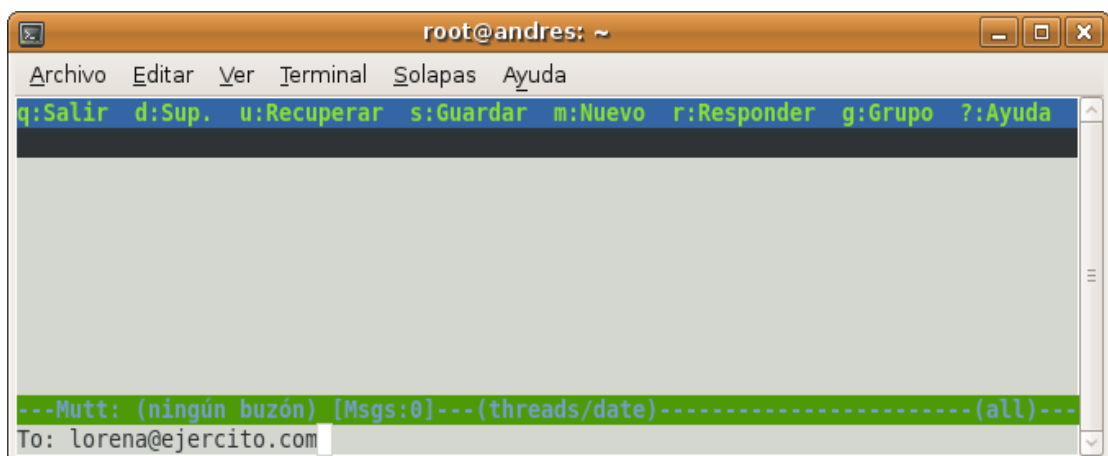 root@andres: ~
Archivo Editar Ver Terminal Solapas Ayuda
q:Salir d:Sup. u:Recuperar s:Guardar m:Nuevo r:Responder g:Grupo ?:Ayuda
---Mutt: (ningún buzón) [Msgs:0]---(threads/date)------------------------(all)---
To: lorena@ejercito.com